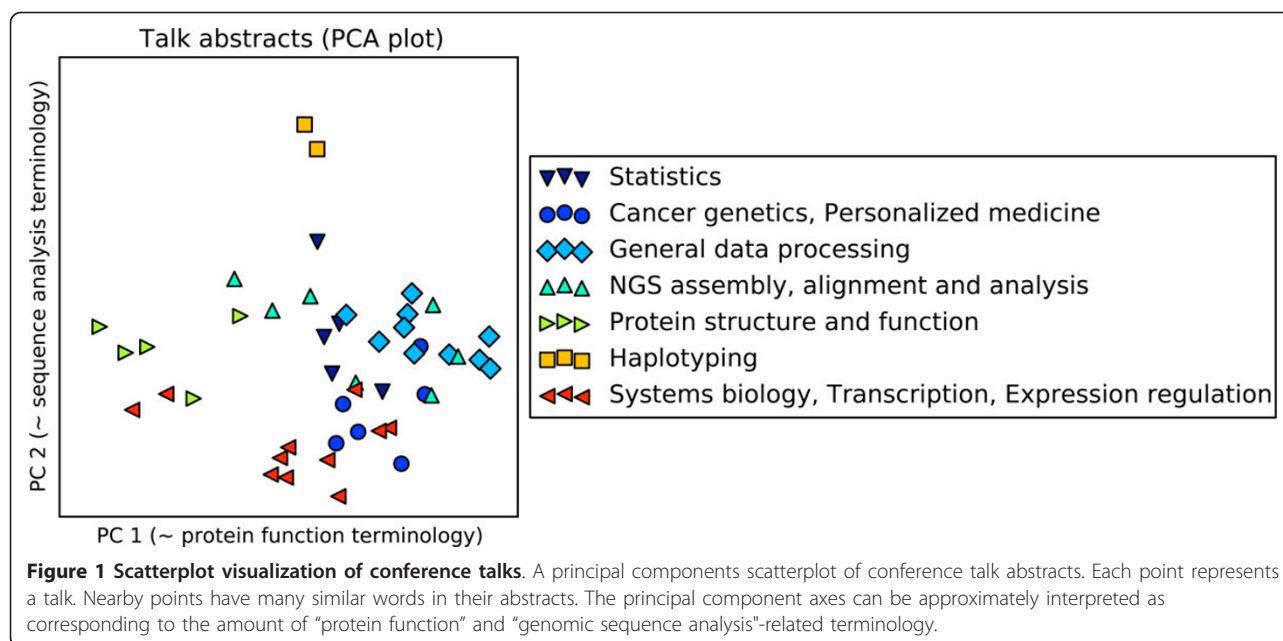 Talk abstracts (PCA plot)
PC 2 (~ sequence analysis terminology)
PC 1 (~ protein function terminology)
Statistics
Cancer genetics, Personalized medicine
General data processing
NGS assembly, alignment and analysis
Protein structure and function
Haplotyping
Systems biology, Transcription, Expression regulation
Figure 1 Scatterplot visualization of conference talks. A principal components scatterplot of conference talk abstracts. Each point represents
a talk. Nearby points have many similar words in their abstracts. The principal component axes can be approximately interpreted as
corresponding to the amount of “protein function” and “genomic sequence analysis"-related terminology.